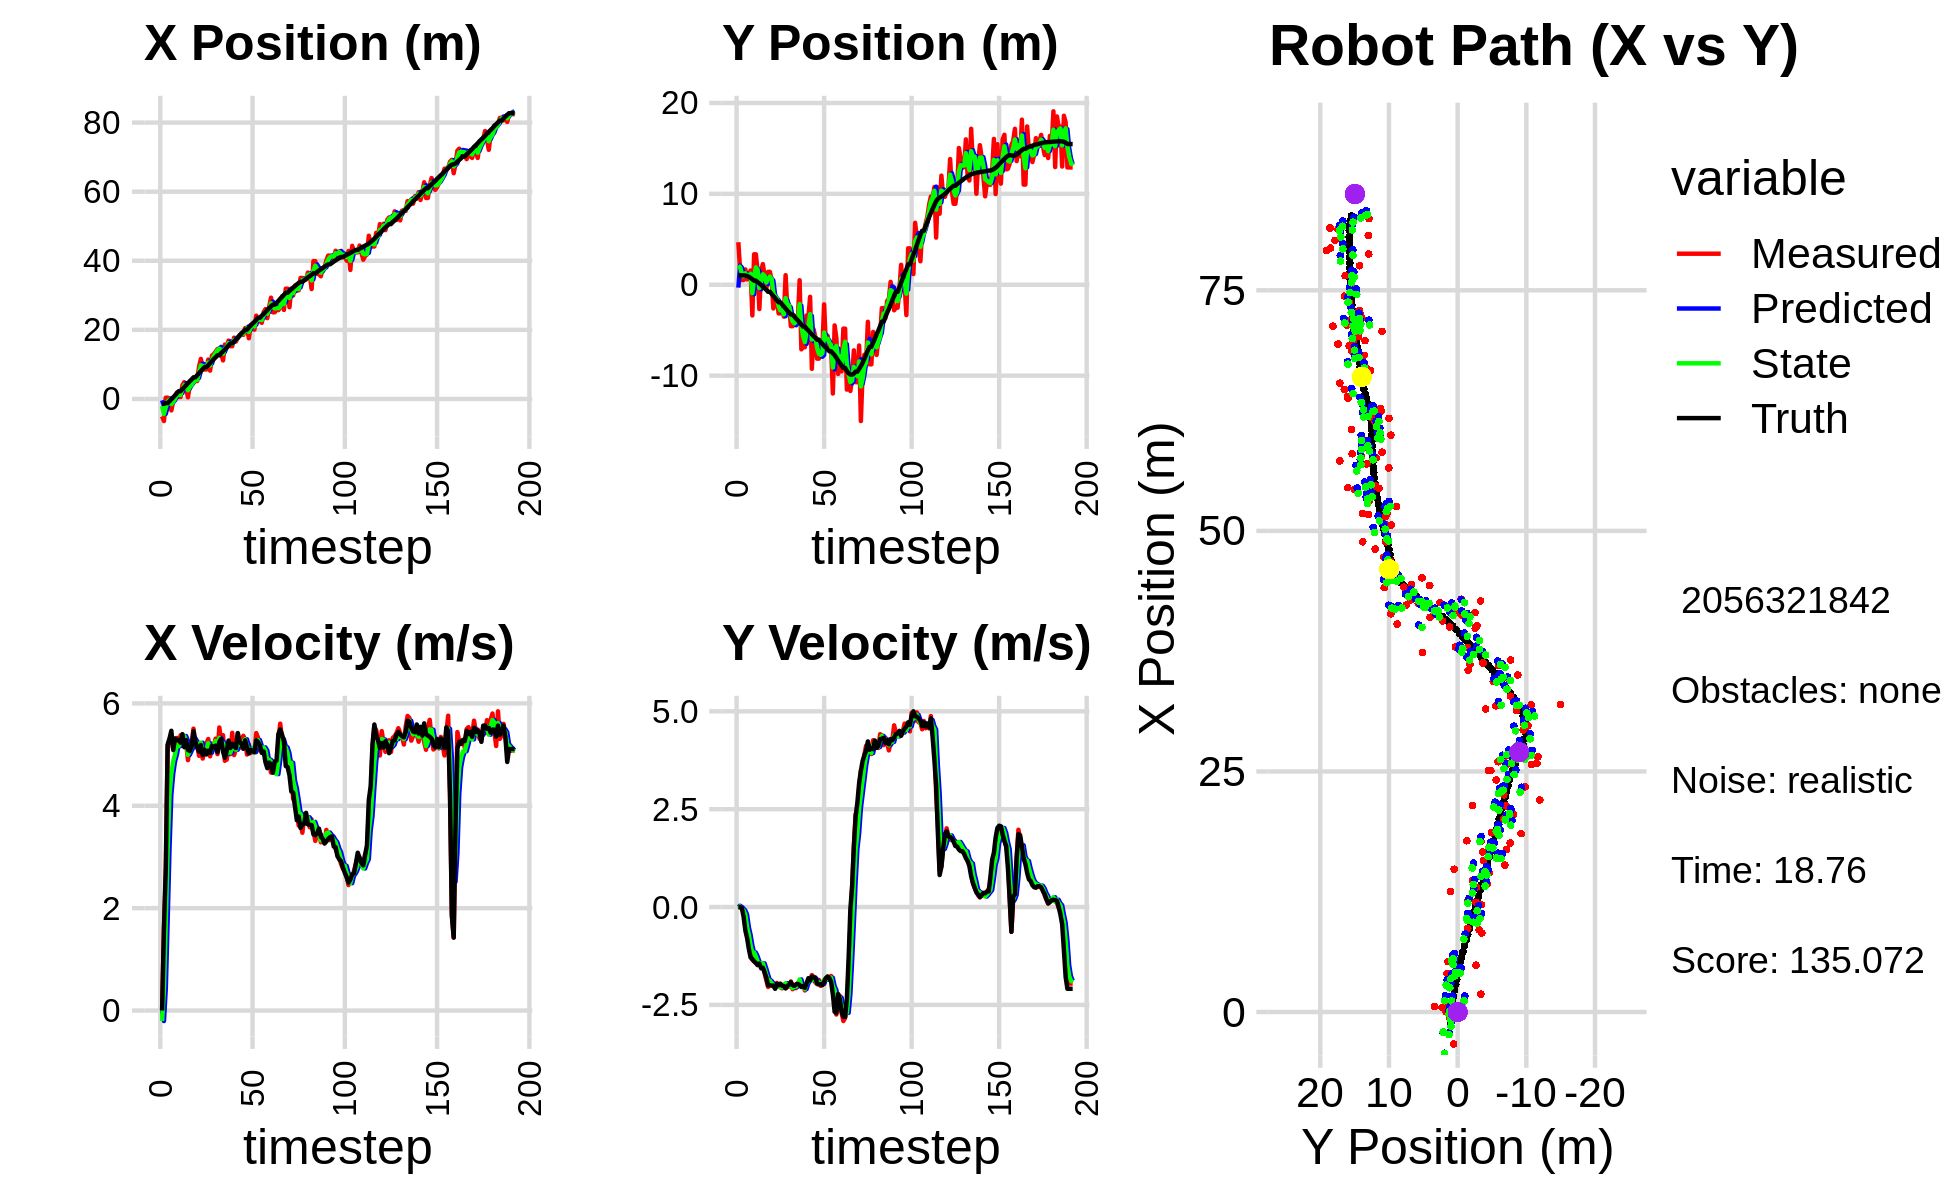 X Position (m)
80
60
40
20
0
0
50
100
150
200
timestep
Y Position (m)
20
10
0
-10
0
50
100
150
200
timestep
X Velocity (m/s)
6
4
2
0
0
50
100
150
200
timestep
Y Velocity (m/s)
5.0
2.5
0.0
-2.5
0
50
100
150
200
timestep
Robot Path (X vs Y)
X Position (m)
75
50
25
0
20
10
0
-10
-20
Y Position (m)
variable
Measured
Predicted
State
Truth
2056321842
Obstacles: none
Noise: realistic
Time: 18.76
Score: 135.072